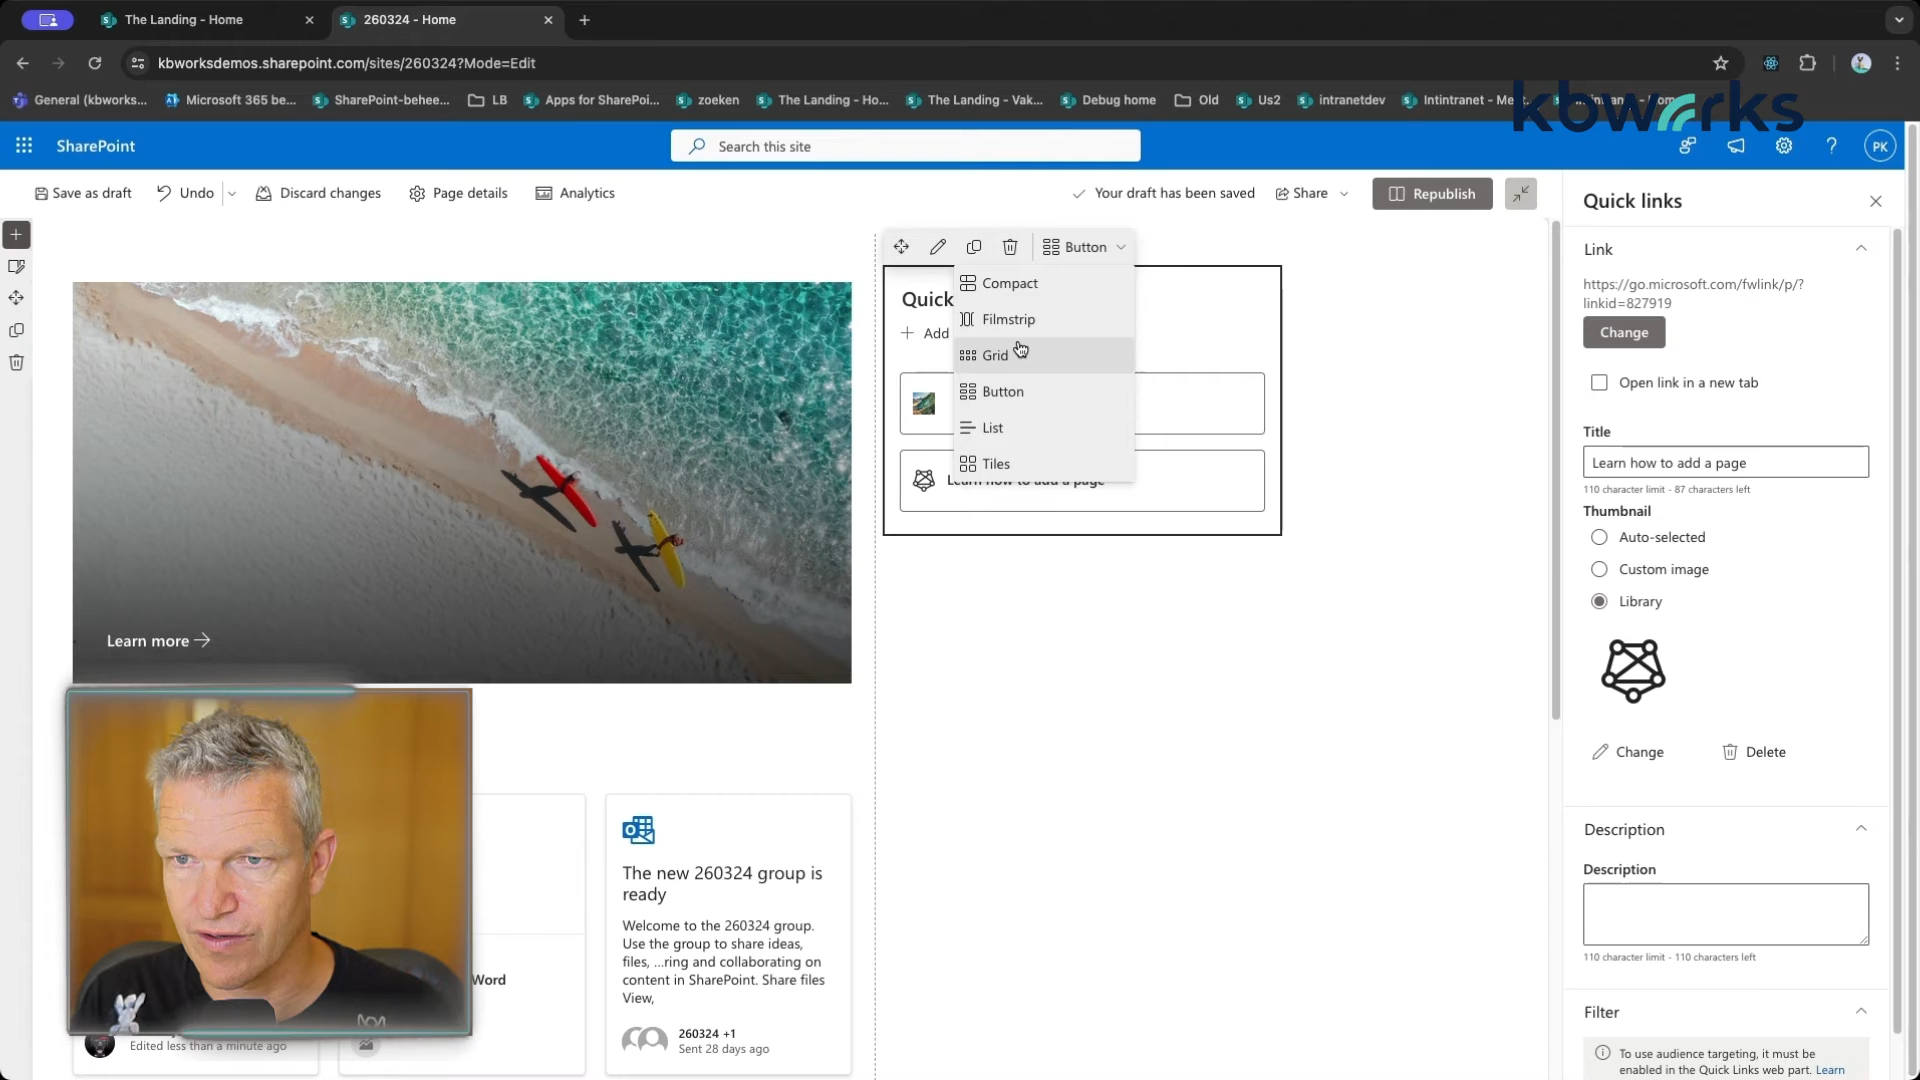 The Landing - Home
260324 - Home
kbworksdemos.sharepoint.com/sites/260324?Mode=Edit
General (kbworks...
Microsoft 365 be...
SharePoint-behee...
LB
Apps for SharePoi...
zoeken
The Landing - Ho...
The Landing - Vak...
Debug home
Old
Us2
intranetdev
Intintranet - Me
kbworks
SharePoint
Search this site
PK
Save as draft
Undo
Discard changes
Page details
Analytics
Your draft has been saved
Share
Republish
Button
Compact
Filmstrip
Grid
Button
List
Tiles
Quick
Add
Learn how to add a page
Learn more
Word
Edited less than a minute ago
The new 260324 group is
ready
Welcome to the 260324 group.
Use the group to share ideas,
files, ...ring and collaborating on
content in SharePoint. Share files
View,
260324 +1
Sent 28 days ago
Quick links
Link
https://go.microsoft.com/fwlink/p/?
linkid=827919
Change
Open link in a new tab
Title
Learn how to add a page
110 character limit - 87 characters left
Thumbnail
Auto-selected
Custom image
Library
Change
Delete
Description
Description
110 character limit - 110 characters left
Filter
To use audience targeting, it must be
enabled in the Quick Links web part. Learn